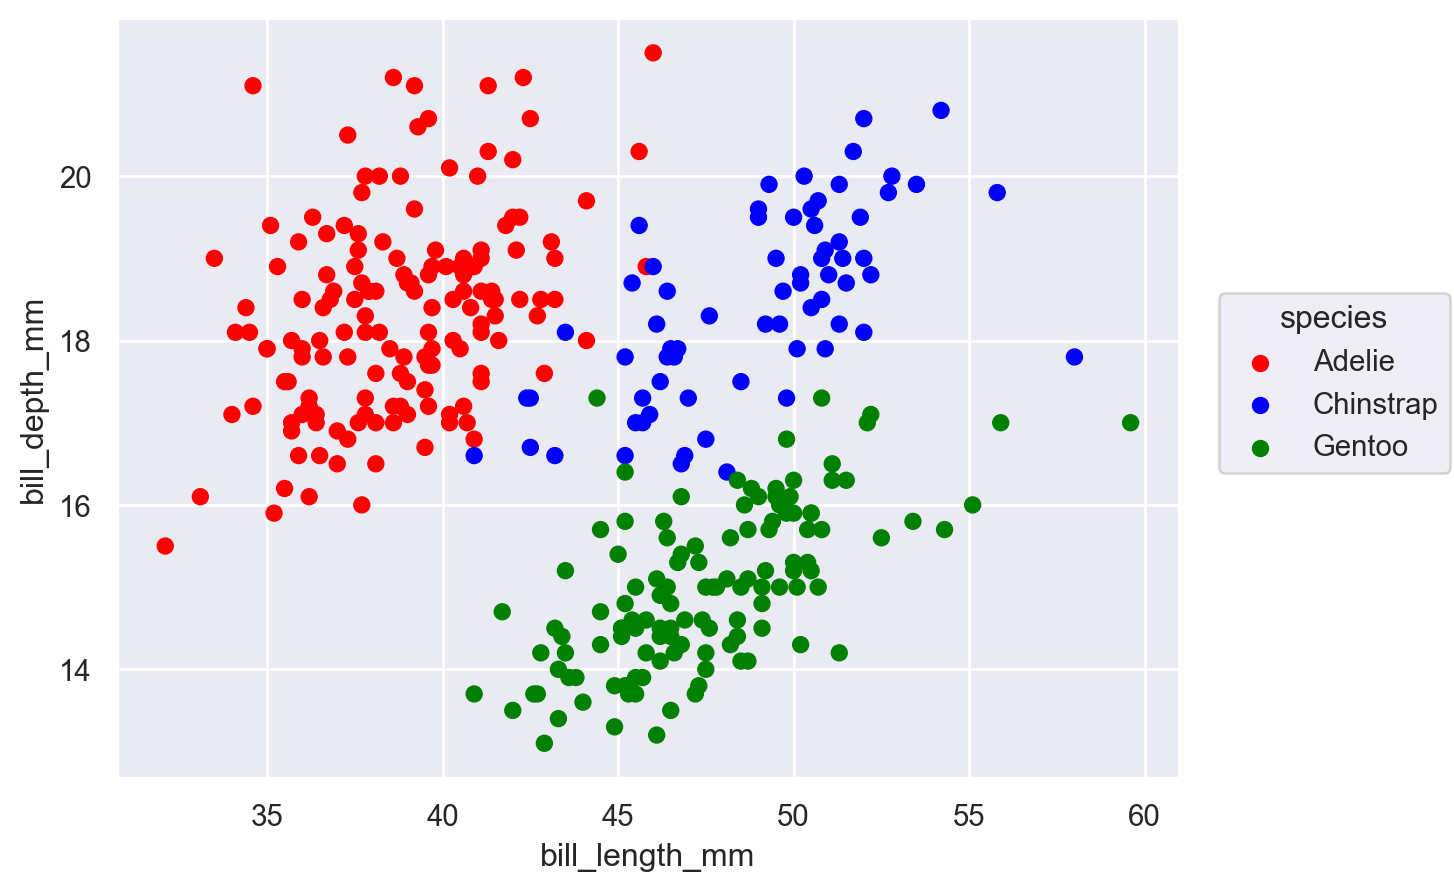 20
18
16
14
bill_depth_mm
35 40 45 50 55 60
bill_length_mm
species
Adelie
Chinstrap
Gentoo